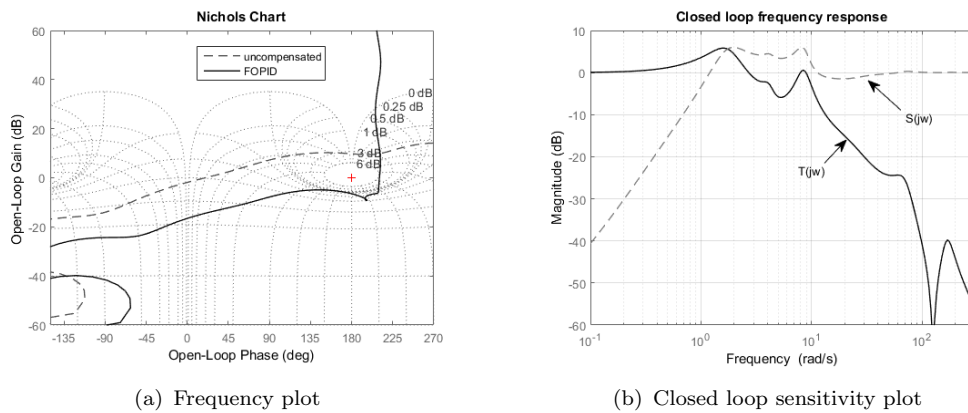 Nichols Chart
uncompensated
FOPID
0 dB
0.25 dB
0.5 dB
1 dB
3 dB
6 dB
60
40
20
0
-20
-40
-60
Open-Loop Gain (dB)
-135 -90 -45 0 45 90 135 180 225 270
Open-Loop Phase (deg)
(a) Frequency plot
Closed loop frequency response
10
0
-10
-20
-30
-40
-50
-60
Magnitude (dB)
S(jw)
T(jw)
10^-1 10^0 10^1 10^2
Frequency (rad/s)
(b) Closed loop sensitivity plot